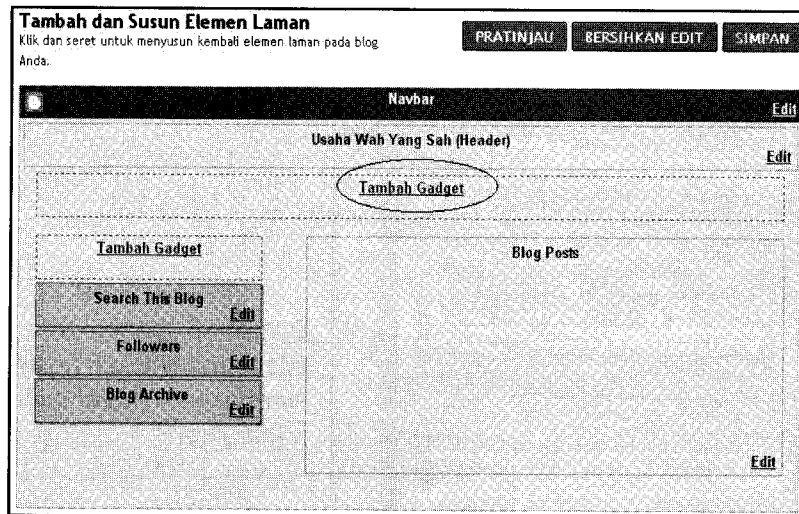 Tambah dan Susun Elemen Laman
Klik dan seret untuk menyusun kembali elemen laman pada blog
Anda.
PRATINJAU
BERSIHKAN EDIT
SIMPAN
Navbar
Edit
Usaha Wah Yang Sah (Header)
Edit
Tambah Gadget
Tambah Gadget
Search This Blog
Edit
Followers
Edit
Blog Archive
Edit
Blog Posts
Edit